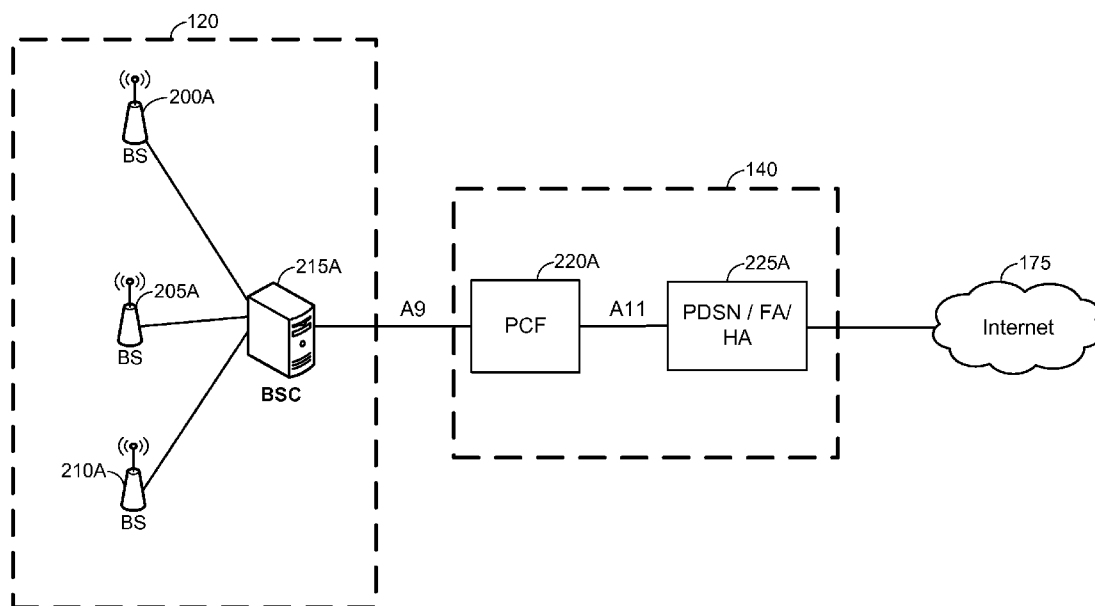 120
200A
BS
140
215A
220A
225A
175
205A
A9
A11
PCF
PDSN / FA/
HA
Internet
BS
BSC
210A
BS